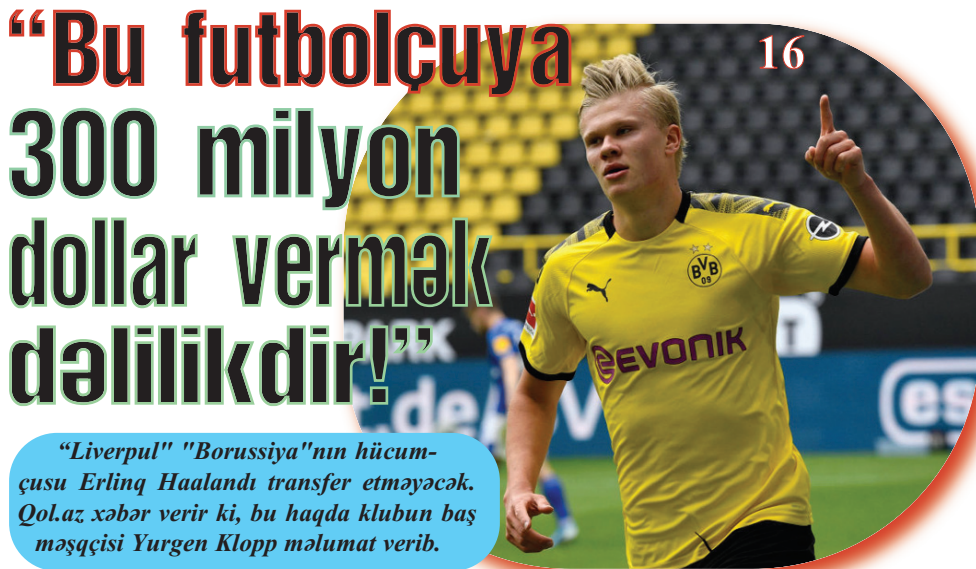 “Bu futbolçuya
300 milyon
dollar vermək
dəlilikdir!”
16
“Liverpul" "Borussiya"nın hücum-
çusu Erlinq Haalandı transfer etməyəcək.
Qol.az xəbər verir ki, bu haqda klubun baş
məşqçisi Yurgen Klopp məlumat verib.
BVB
09
EVONIK